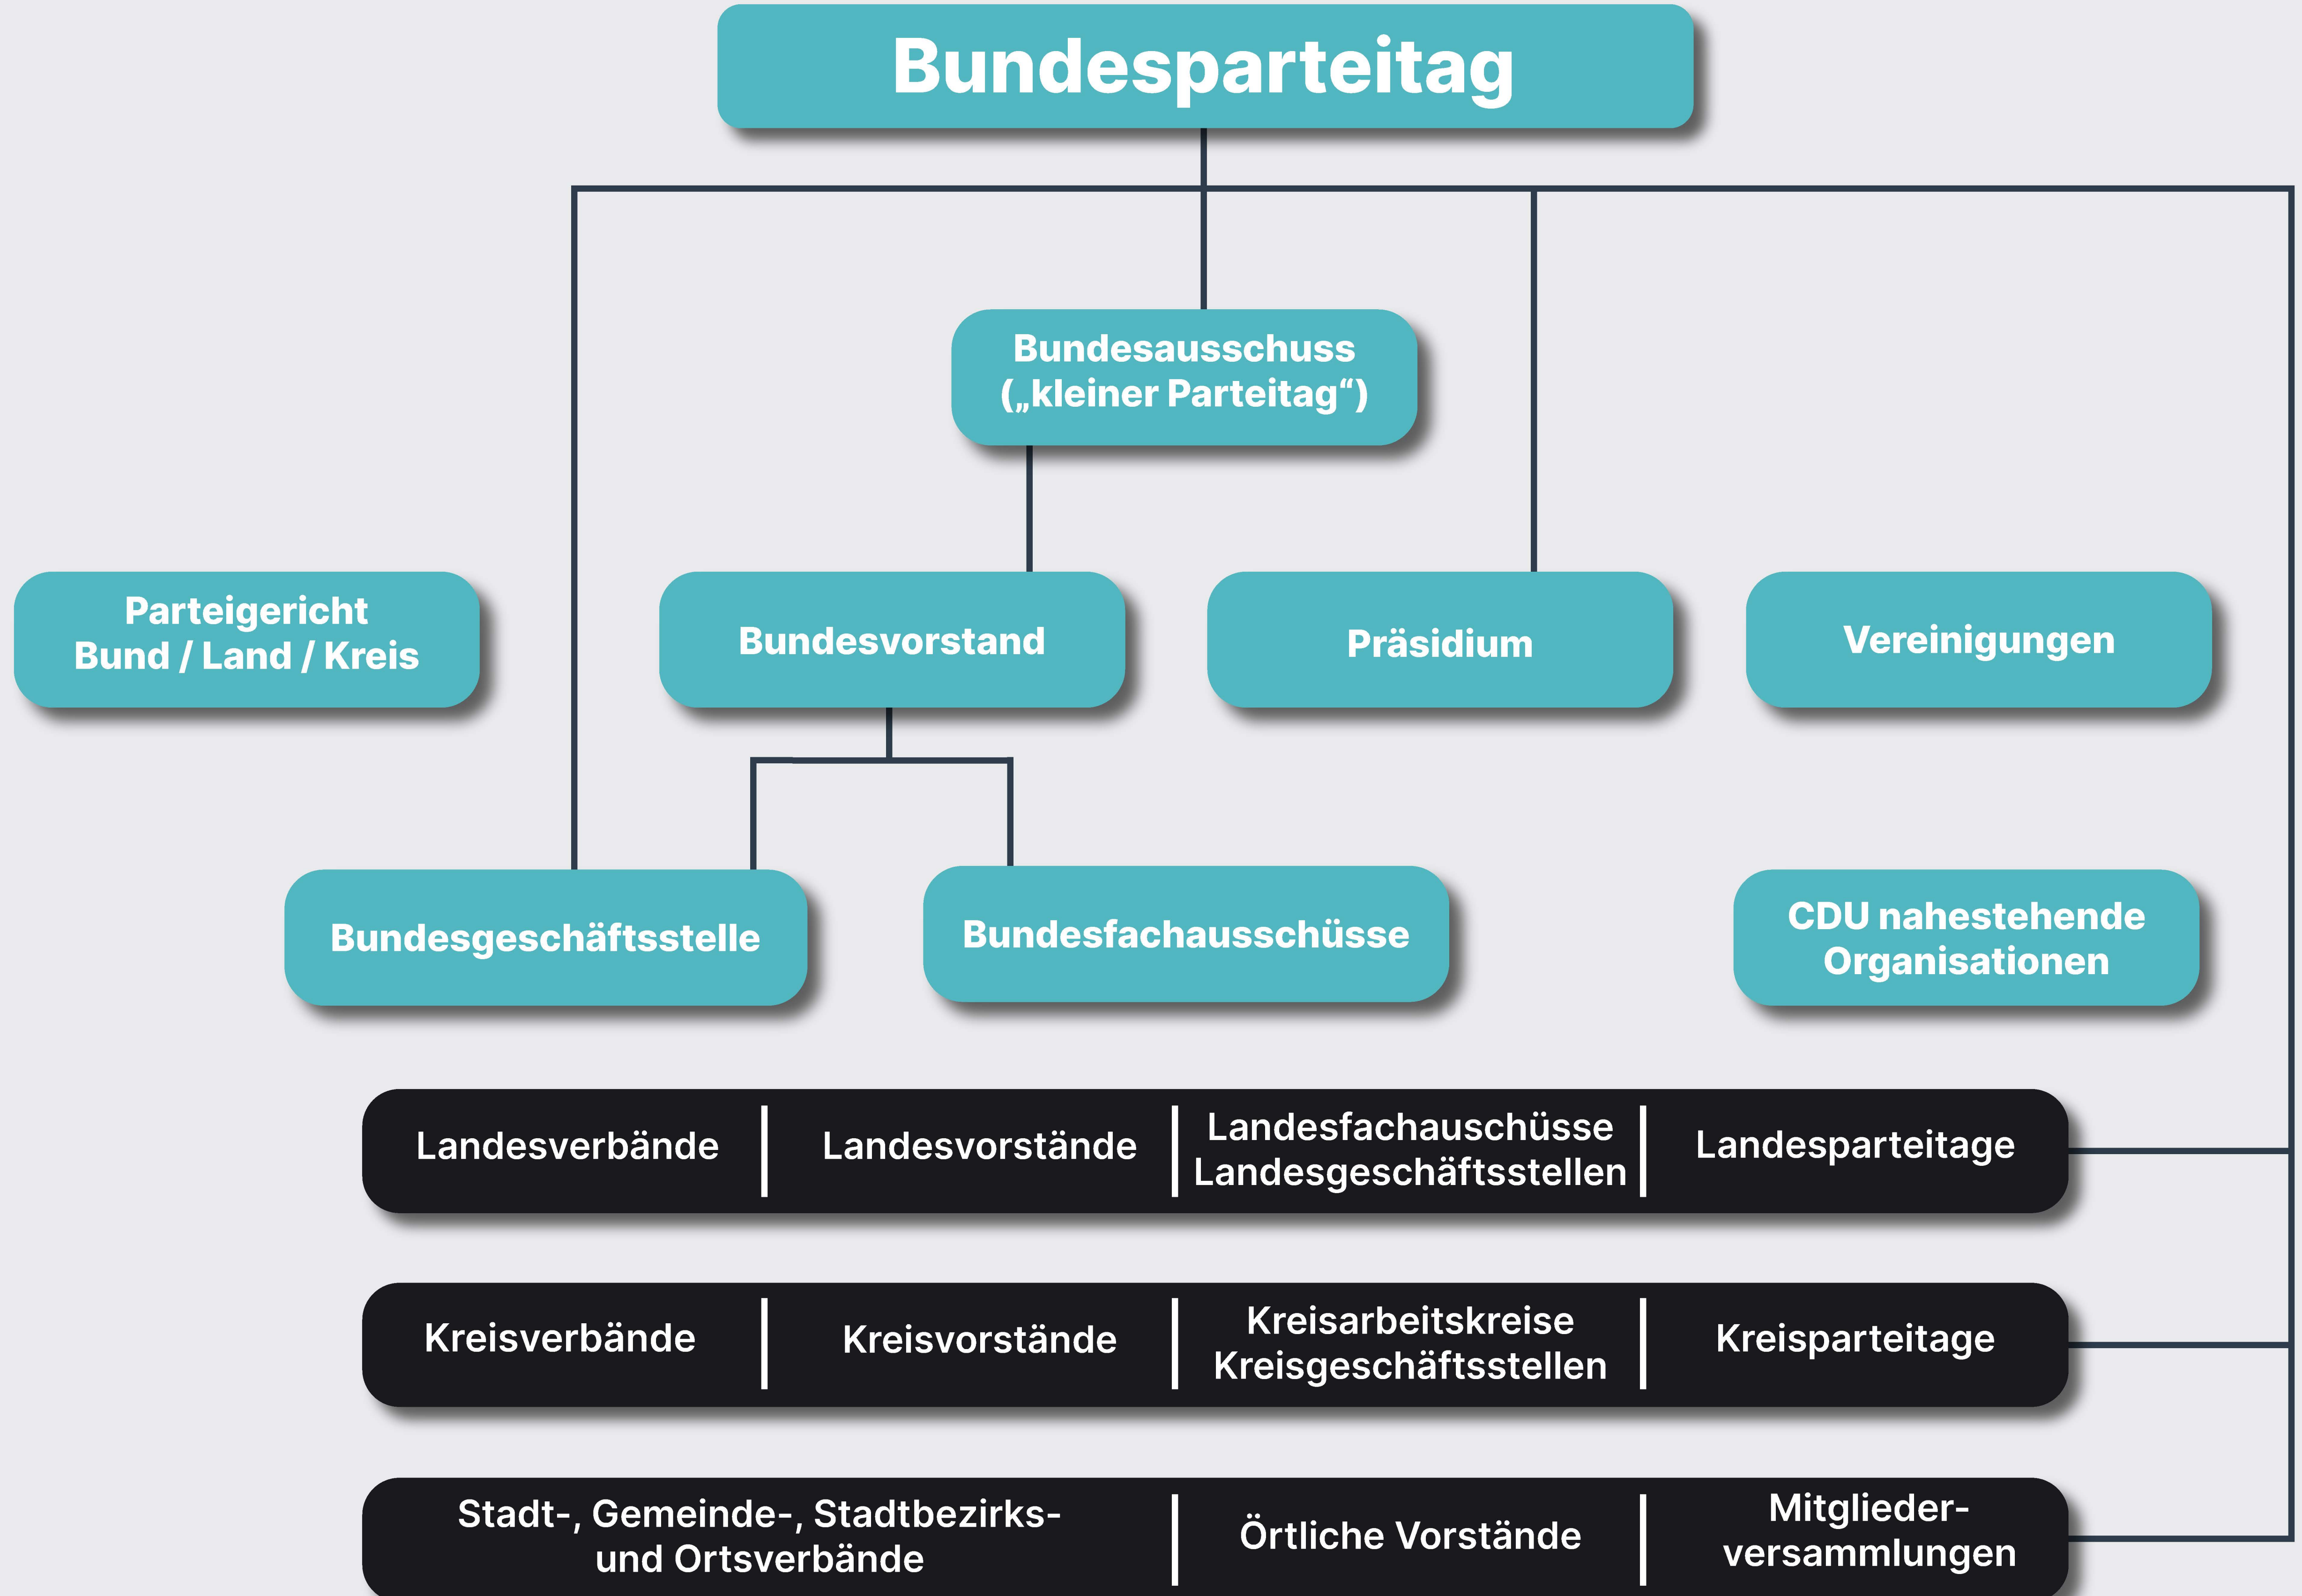 Bundesparteitag
Bundesausschuss
(„kleiner Parteitag“)
Parteigericht
Bund / Land / Kreis
Bundesvorstand
Präsidium
Vereinigungen
Bundesgeschäftsstelle
Bundesfachausschüsse
CDU nahestehende
Organisationen
Landesverbände
Landesvorstände
Landesfachauschüsse
Landesgeschäftsstellen
Landesparteitage
Kreisverbände
Kreisvorstände
Kreisarbeitskreise
Kreisgeschäftsstellen
Kreisparteitage
Stadt-, Gemeinde-, Stadtbezirks-
und Ortsverbände
Örtliche Vorstände
Mitglieder-
versammlungen